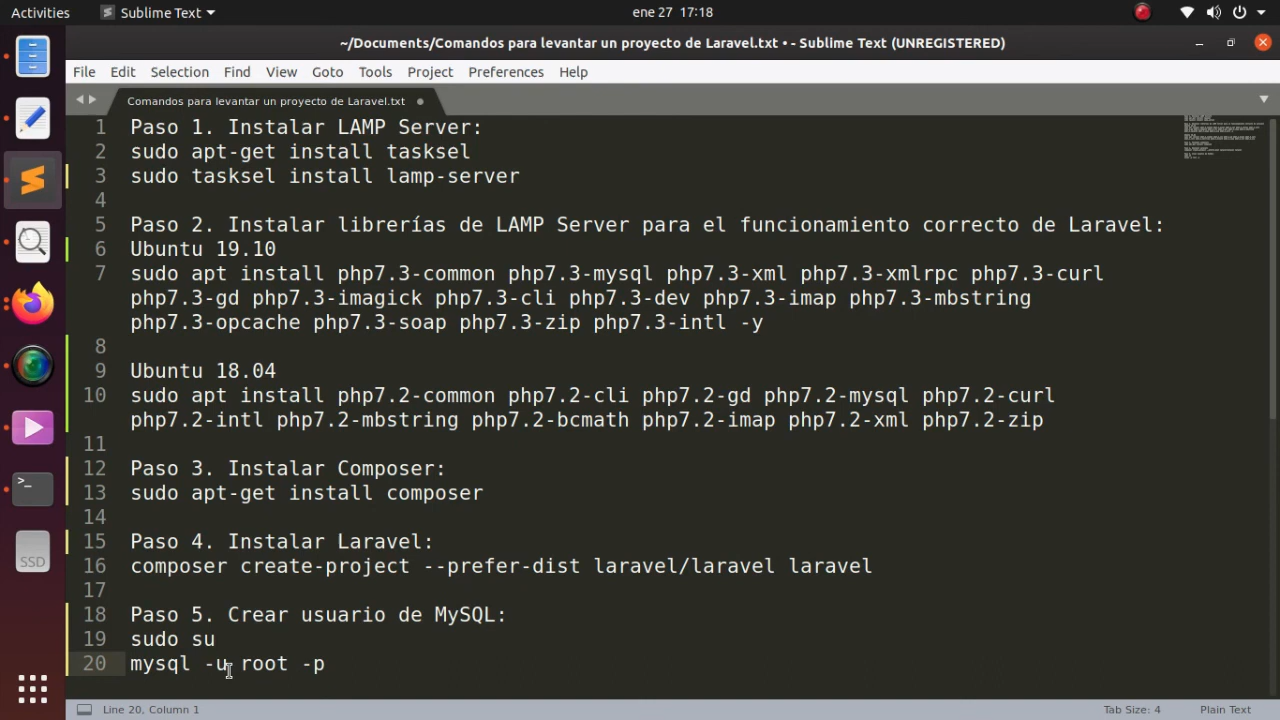 Activities
Sublime Text
ene 27 17:18
~/Documents/Comandos para levantar un proyecto de Laravel.txt • - Sublime Text (UNREGISTERED)
File Edit Selection Find View Goto Tools Project Preferences Help
Comandos para levantar un proyecto de Laravel.txt
1 Paso 1. Instalar LAMP Server:
2 sudo apt-get install tasksel
3 sudo tasksel install lamp-server
4
5 Paso 2. Instalar librerías de LAMP Server para el funcionamiento correcto de Laravel:
6 Ubuntu 19.10
7 sudo apt install php7.3-common php7.3-mysql php7.3-xml php7.3-xmlrpc php7.3-curl
php7.3-gd php7.3-imagick php7.3-cli php7.3-dev php7.3-imap php7.3-mbstring
php7.3-opcache php7.3-soap php7.3-zip php7.3-intl -y
8
9 Ubuntu 18.04
10 sudo apt install php7.2-common php7.2-cli php7.2-gd php7.2-mysql php7.2-curl
php7.2-intl php7.2-mbstring php7.2-bcmath php7.2-imap php7.2-xml php7.2-zip
11
12 Paso 3. Instalar Composer:
13 sudo apt-get install composer
14
15 Paso 4. Instalar Laravel:
16 composer create-project --prefer-dist laravel/laravel laravel
17
18 Paso 5. Crear usuario de MySQL:
19 sudo su
20 mysql -u root -p
SSD
Line 20, Column 1
Tab Size: 4
Plain Text